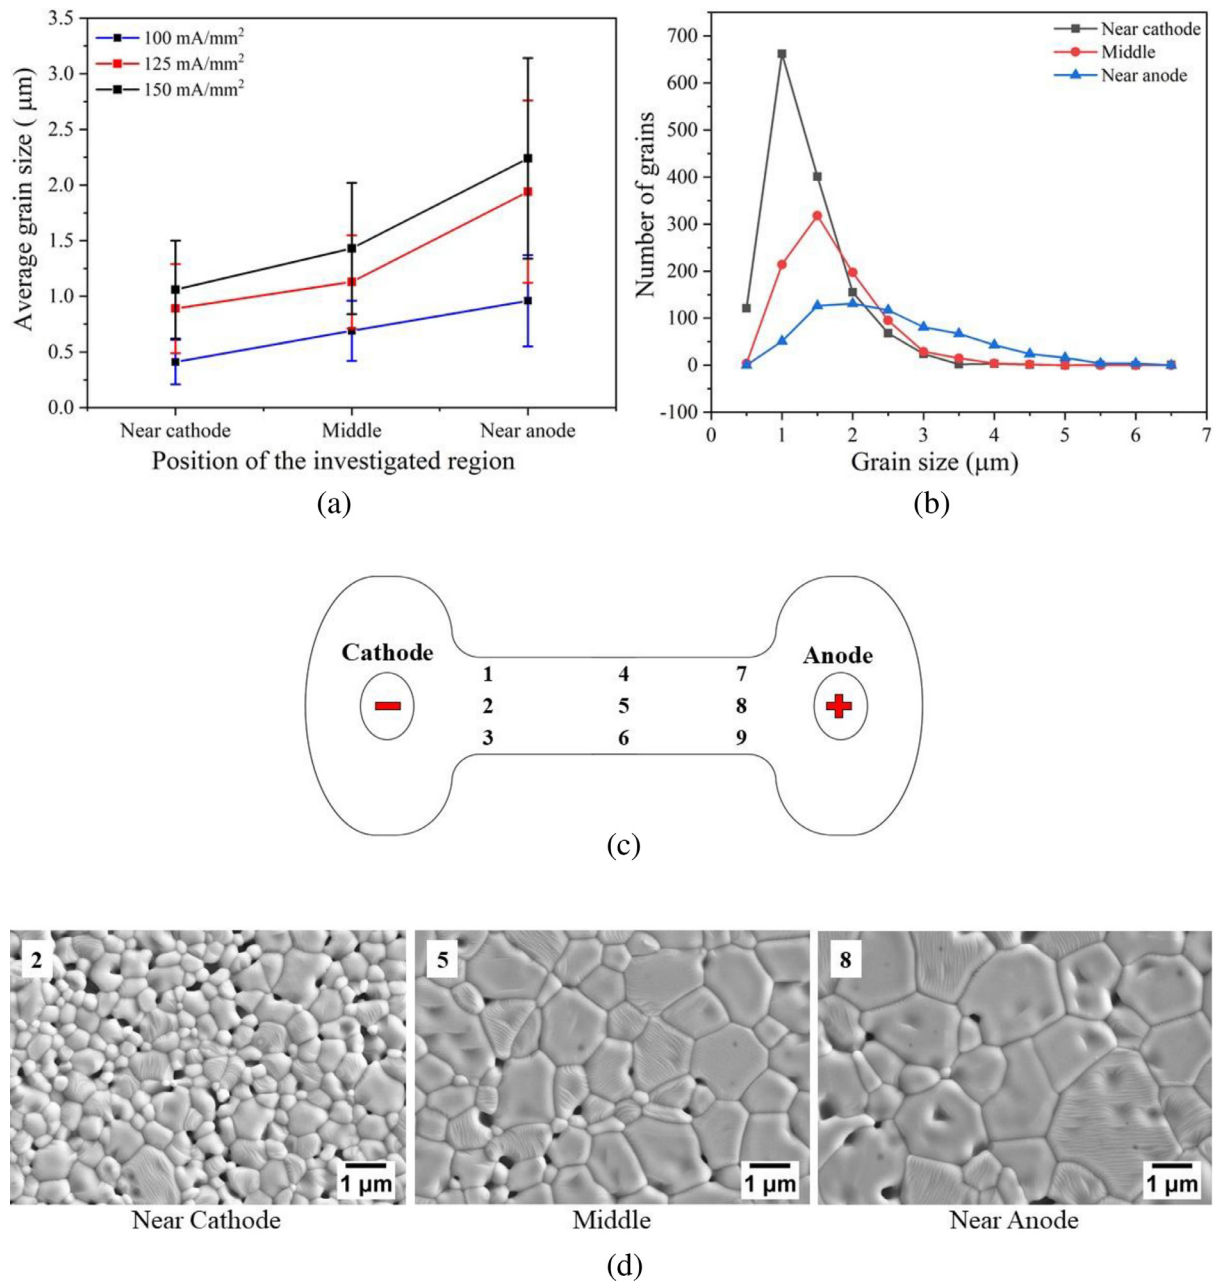 3.5
3.0
2.5
2.0
1.5
1.0
0.5
0.0
Average grain size ( μm)
100 mA/mm²
125 mA/mm²
150 mA/mm²
Near cathode Middle Near anode
Position of the investigated region
(a)
700
600
500
400
300
200
100
0
-100
Number of grains
Near cathode
Middle
Near anode
0 1 2 3 4 5 6 7
Grain size (μm)
(b)
Cathode
Anode
1 4 7
2 5 8
3 6 9
(c)
2
1 μm
Near Cathode
5
1 μm
Middle
8
1 μm
Near Anode
(d)